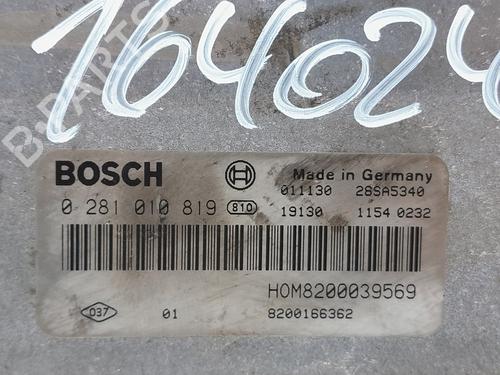 164024
B-PARTS
BOSCH Made in Germany
011130 28SA5340
0 281 010 819 810 19130 1154 0232
HOM8200039569
037 01 8200166362